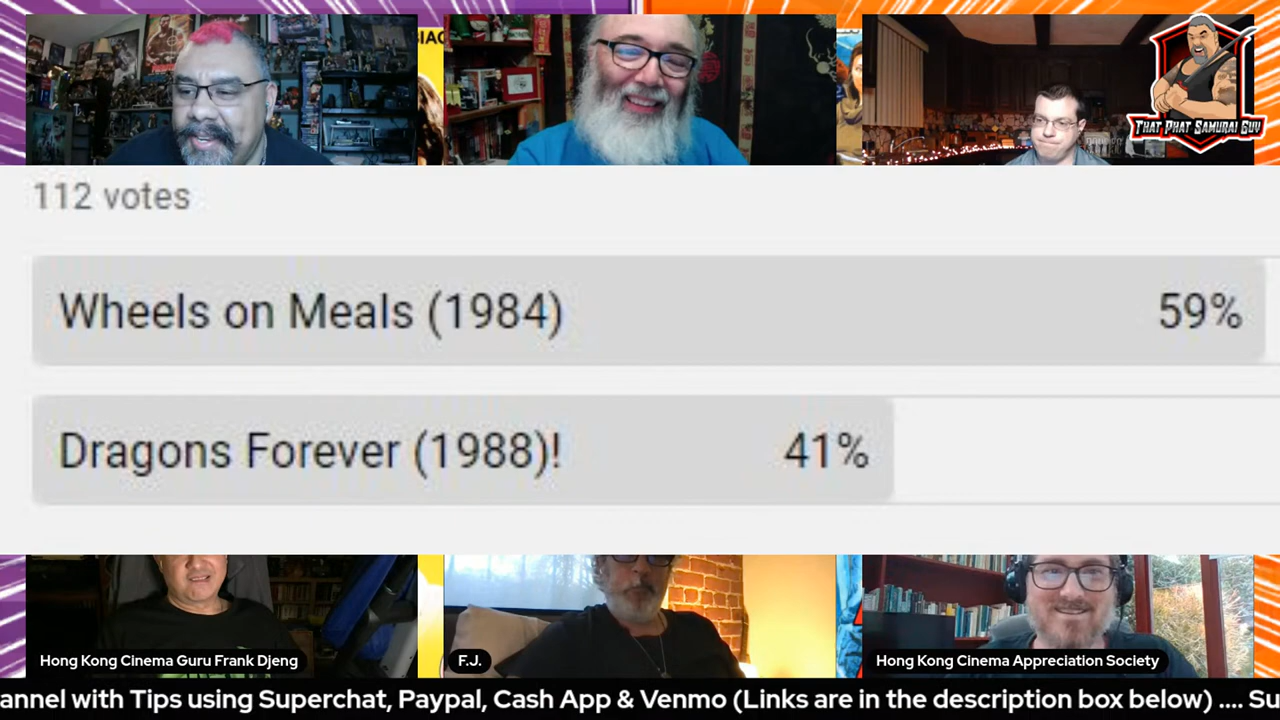 IAC
THAT PHAT SAMURAI GUY
112 votes
Wheels on Meals (1984) 59%
Dragons Forever (1988)! 41%
Hong Kong Cinema Guru Frank Djeng
F.J.
Hong Kong Cinema Appreciation Society
annel with Tips using Superchat, Paypal, Cash App & Venmo (Links are in the description box below) .... Su